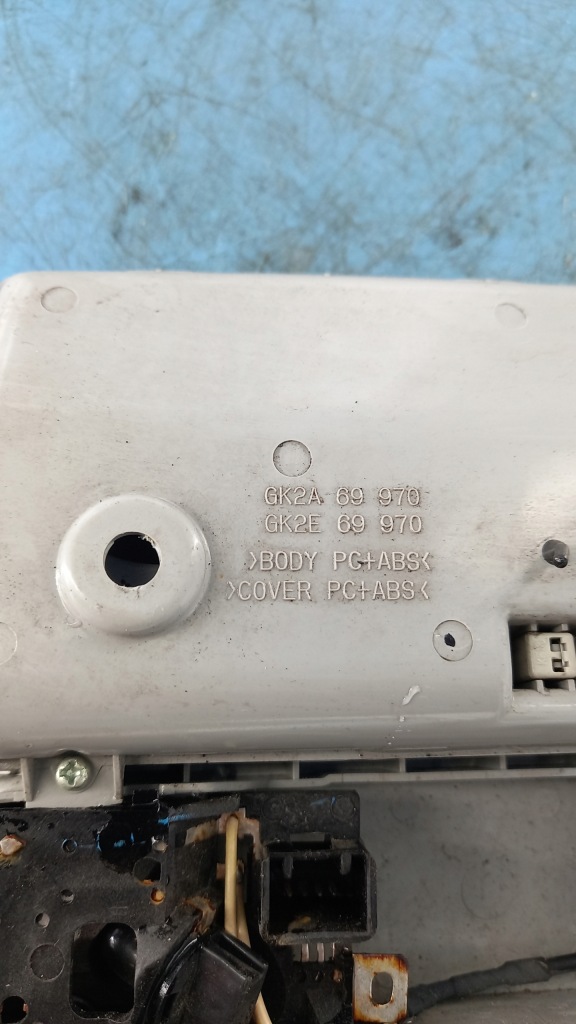 GK2A 69 970
GK2E 69 970
>BODY PC+ABS<
>COVER PC+ABS<